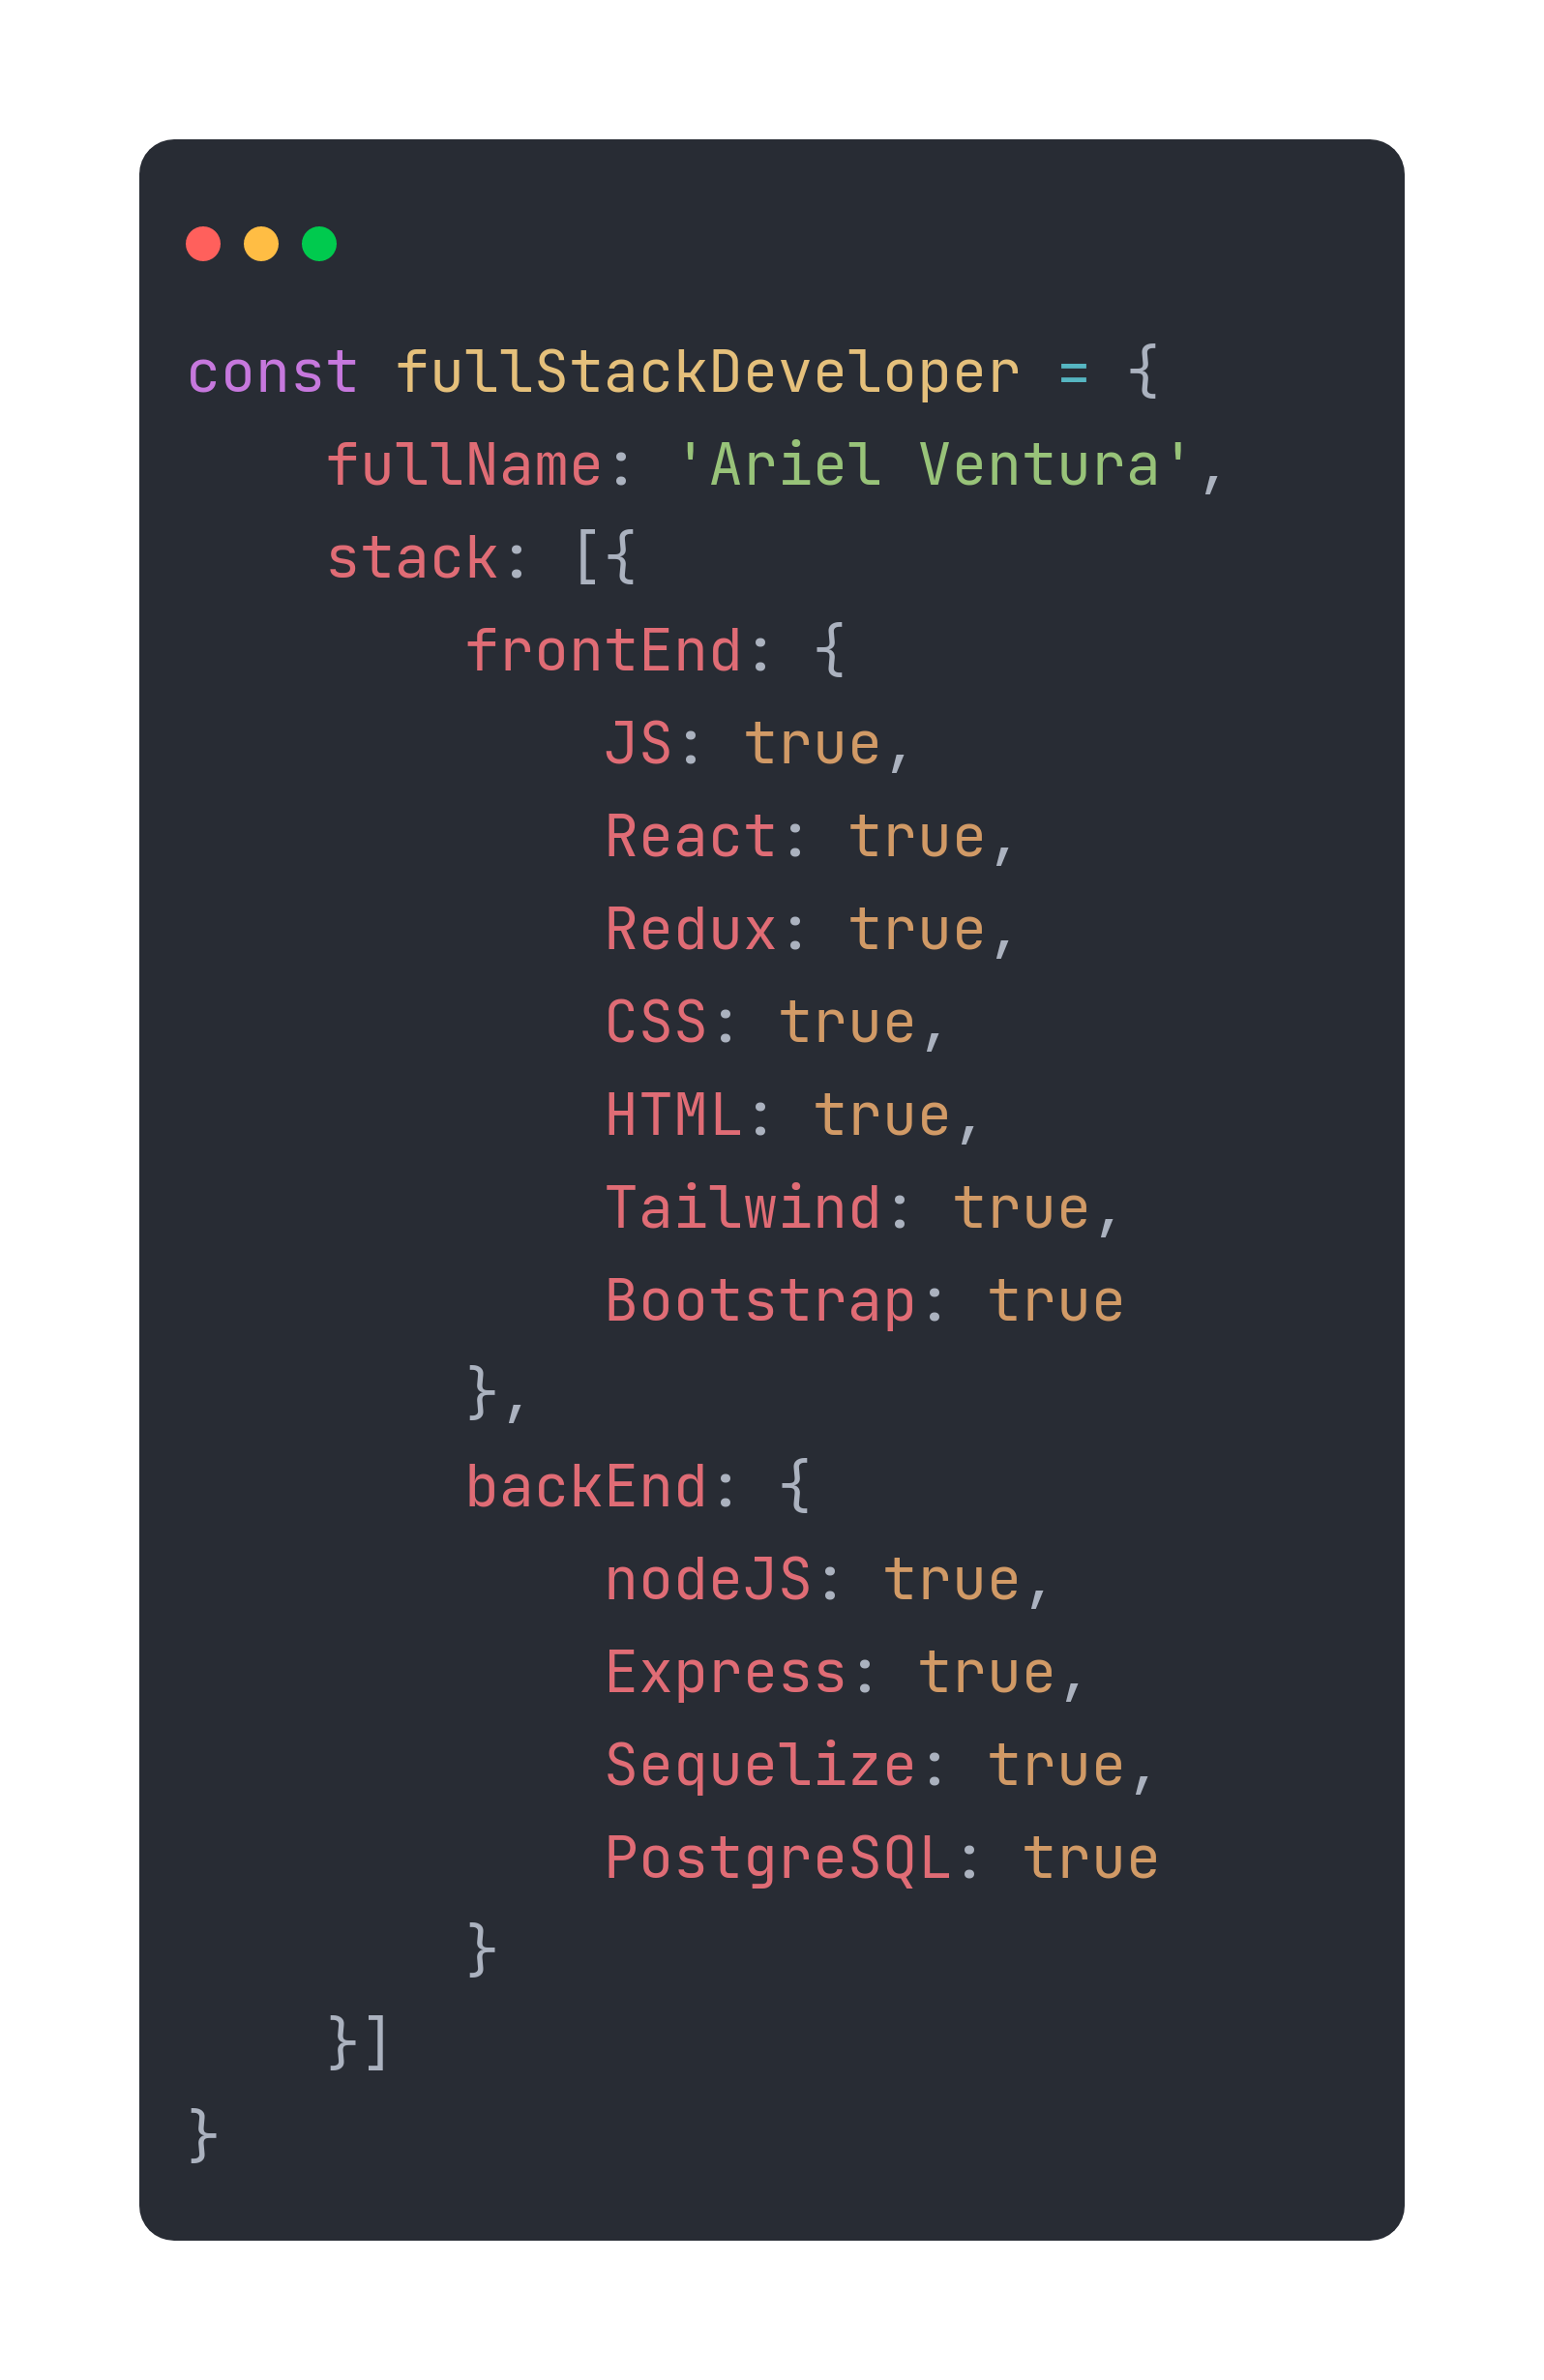 const fullStackDeveloper = {
    fullName: 'Ariel Ventura',
    stack: [{
        frontEnd: {
            JS: true,
            React: true,
            Redux: true,
            CSS: true,
            HTML: true,
            Tailwind: true,
            Bootstrap: true
        },
        backEnd: {
            nodeJS: true,
            Express: true,
            Sequelize: true,
            PostgreSQL: true
        }
    }]
}